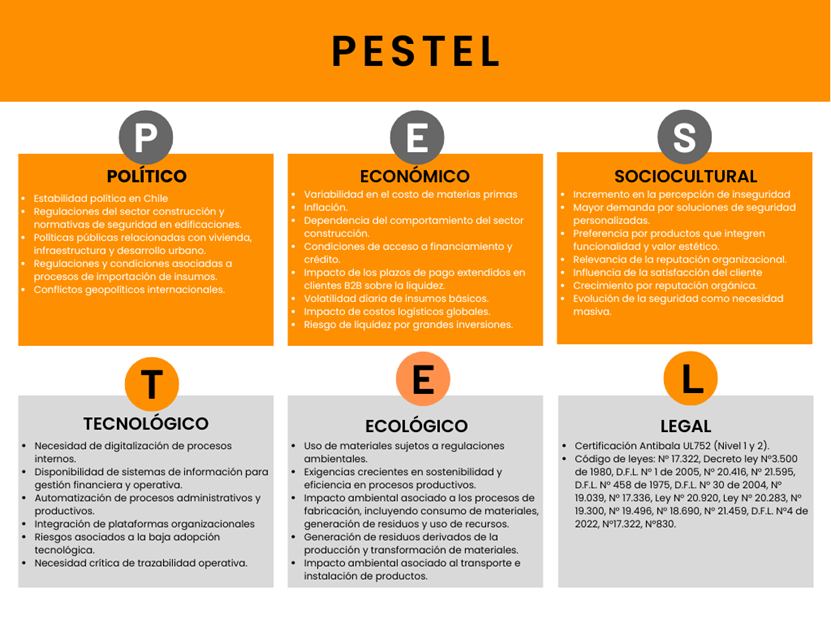 PESTEL
P
POLÍTICO
• Estabilidad política en Chile
• Regulaciones del sector construcción y
normativas de seguridad en edificaciones.
• Políticas públicas relacionadas con vivienda,
infraestructura y desarrollo urbano.
• Regulaciones y condiciones asociadas a
procesos de importación de insumos.
• Conflictos geopolíticos internacionales.
E
ECONÓMICO
• Variabilidad en el costo de materias primas
• Inflación.
• Dependencia del comportamiento del sector
construcción.
• Condiciones de acceso a financiamiento y
crédito.
• Impacto de los plazos de pago extendidos en
clientes B2B sobre la liquidez.
• Volatilidad diaria de insumos básicos.
• Impacto de costos logísticos globales.
• Riesgo de liquidez por grandes inversiones.
S
SOCIOCULTURAL
• Incremento en la percepción de inseguridad
• Mayor demanda por soluciones de seguridad
personalizadas.
• Preferencia por productos que integren
funcionalidad y valor estético.
• Relevancia de la reputación organizacional.
• Influencia de la satisfacción del cliente
• Crecimiento por reputación orgánica.
• Evolución de la seguridad como necesidad
masiva.
T
TECNOLÓGICO
• Necesidad de digitalización de procesos
internos.
• Disponibilidad de sistemas de información para
gestión financiera y operativa.
• Automatización de procesos administrativos y
productivos.
• Integración de plataformas organizacionales
• Riesgos asociados a la baja adopción
tecnológica.
• Necesidad crítica de trazabilidad operativa.
E
ECOLÓGICO
• Uso de materiales sujetos a regulaciones
ambientales.
• Exigencias crecientes en sostenibilidad y
eficiencia en procesos productivos.
• Impacto ambiental asociado a los procesos de
fabricación, incluyendo consumo de materiales,
generación de residuos y uso de recursos.
• Generación de residuos derivados de la
producción y transformación de materiales.
• Impacto ambiental asociado al transporte e
instalación de productos.
L
LEGAL
• Certificación Antibala UL752 (Nivel 1 y 2).
• Código de leyes: Nº 17.322, Decreto ley Nº3.500
de 1980, D.F.L. Nº 1 de 2005, Nº 20.416, Nº 21.595,
D.F.L. Nº 458 de 1975, D.F.L. Nº 30 de 2004, Nº
19.039, Nº 17.336, Ley Nº 20.920, Ley Nº 20.283, Nº
19.300, Nº 19.496, Nº 18.690, Nº 21.459, D.F.L. Nº4 de
2022, Nº17.322, Nº830.